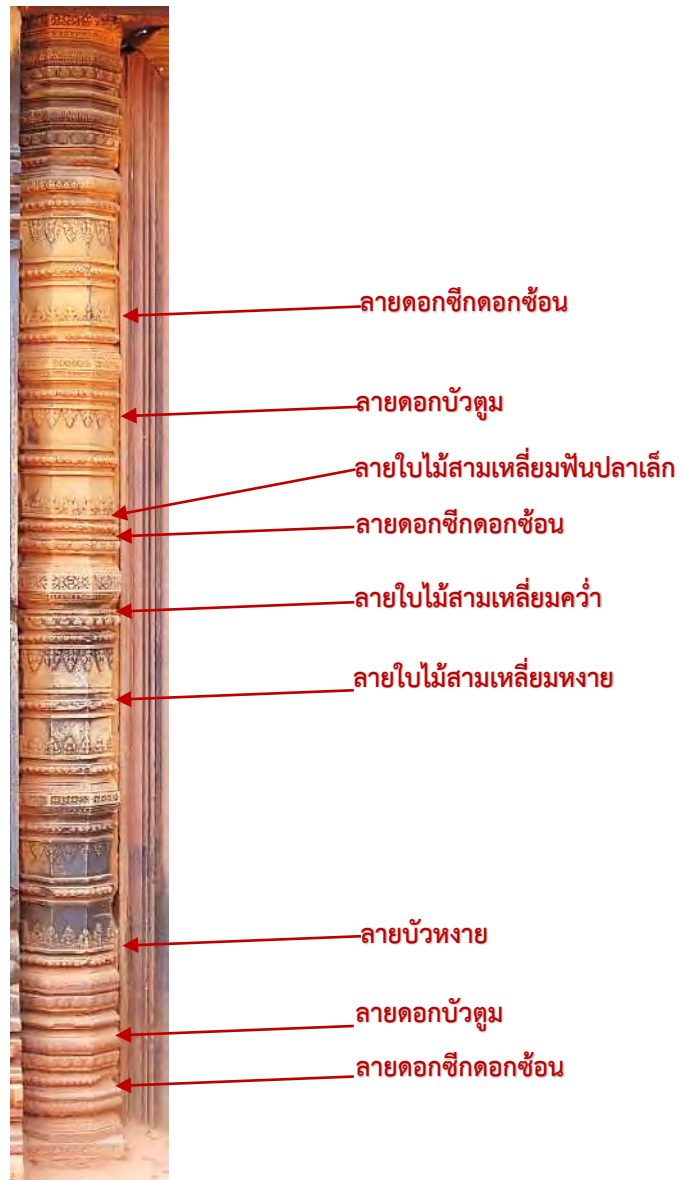 ลายดอกซีกดอกซ้อน
ลายดอกบัวตูม
ลายใบไม้สามเหลี่ยมฟันปลาเล็ก
ลายดอกซีกดอกซ้อน
ลายใบไม้สามเหลี่ยมคว่ำ
ลายใบไม้สามเหลี่ยมหงาย
ลายบัวหงาย
ลายดอกบัวตูม
ลายดอกซีกดอกซ้อน